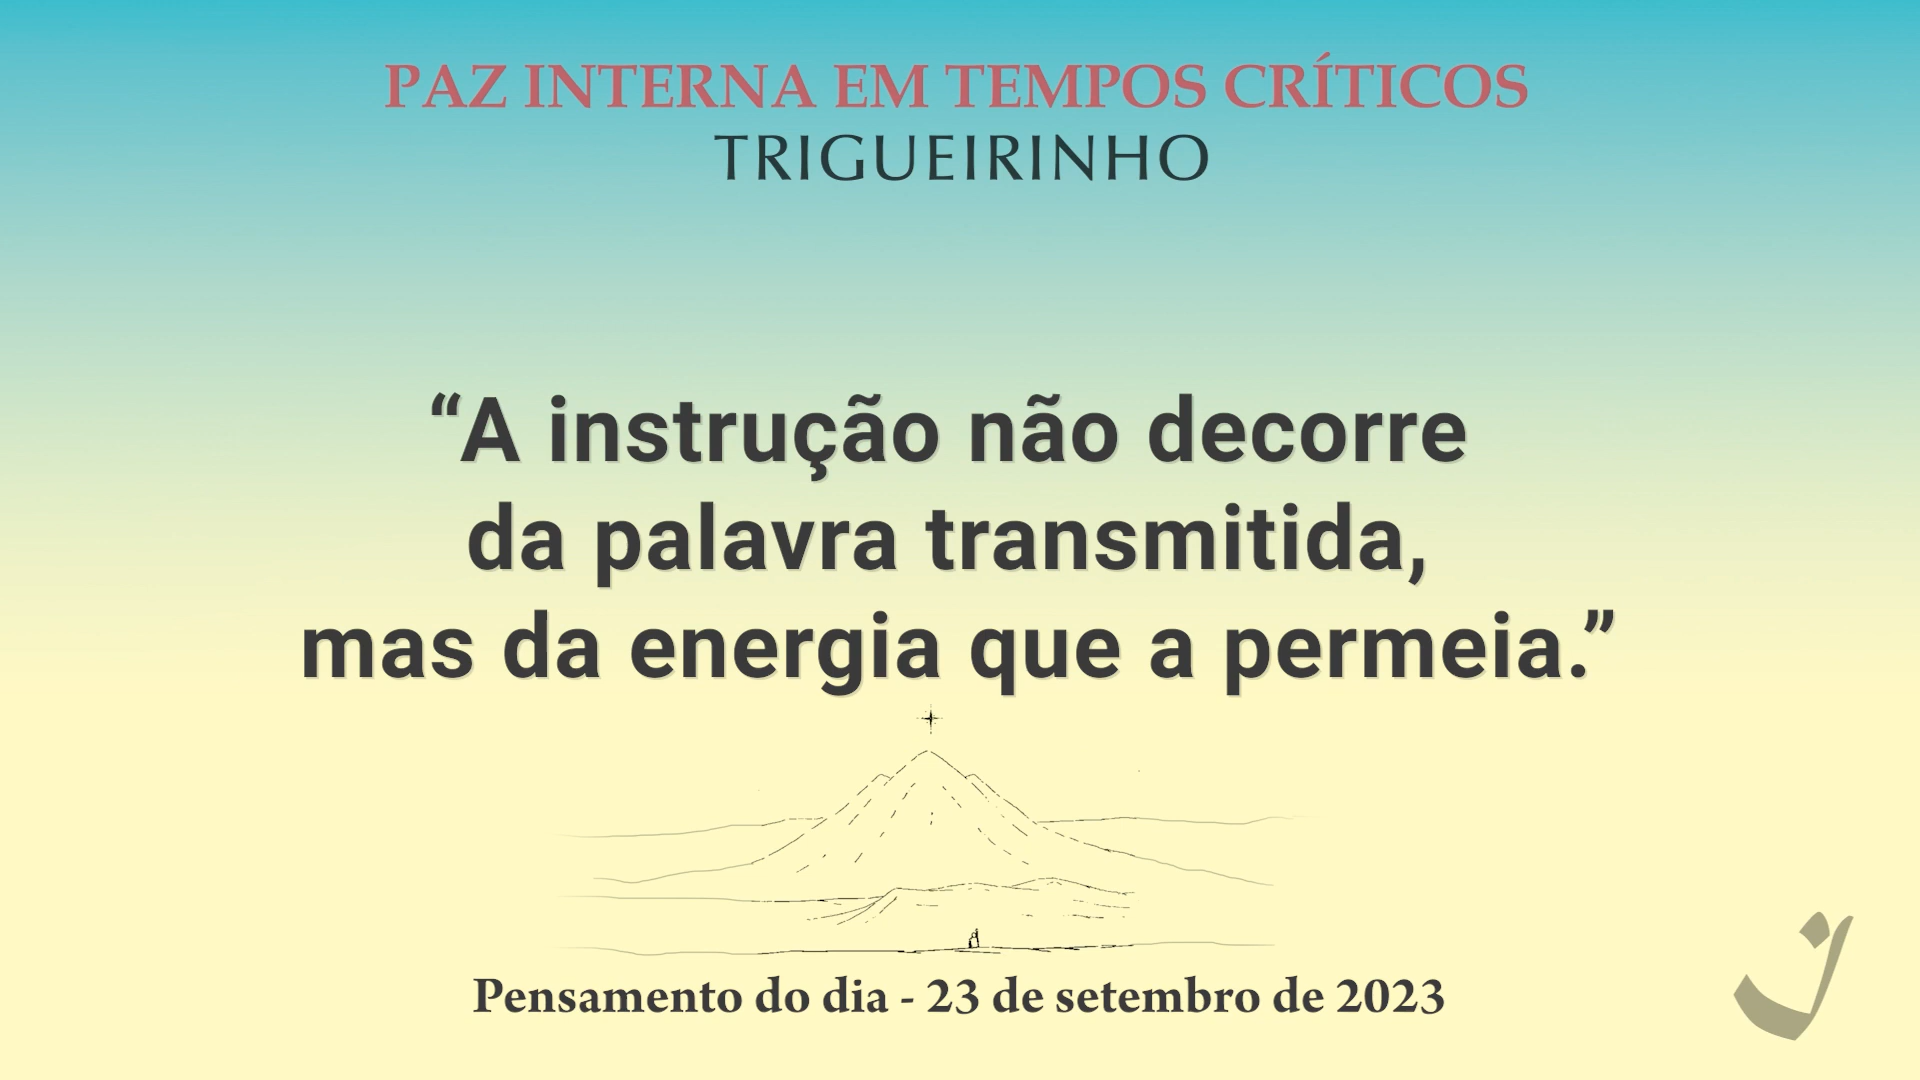 PAZ INTERNA EM TEMPOS CRÍTICOS
TRIGUEIRINHO
“A instrução não decorre
da palavra transmitida,
mas da energia que a permeia.”
Pensamento do dia - 23 de setembro de 2023